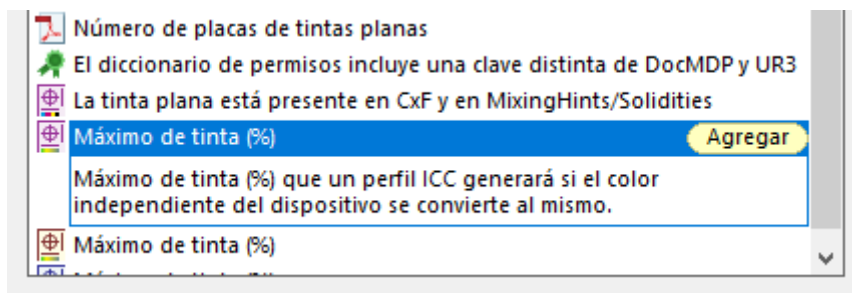 Número de placas de tintas planas
El diccionario de permisos incluye una clave distinta de DocMDP y UR3
La tinta plana está presente en CxF y en MixingHints/Solidities
Máximo de tinta (%) Agregar
Máximo de tinta (%) que un perfil ICC generará si el color
independiente del dispositivo se convierte al mismo.
Máximo de tinta (%)